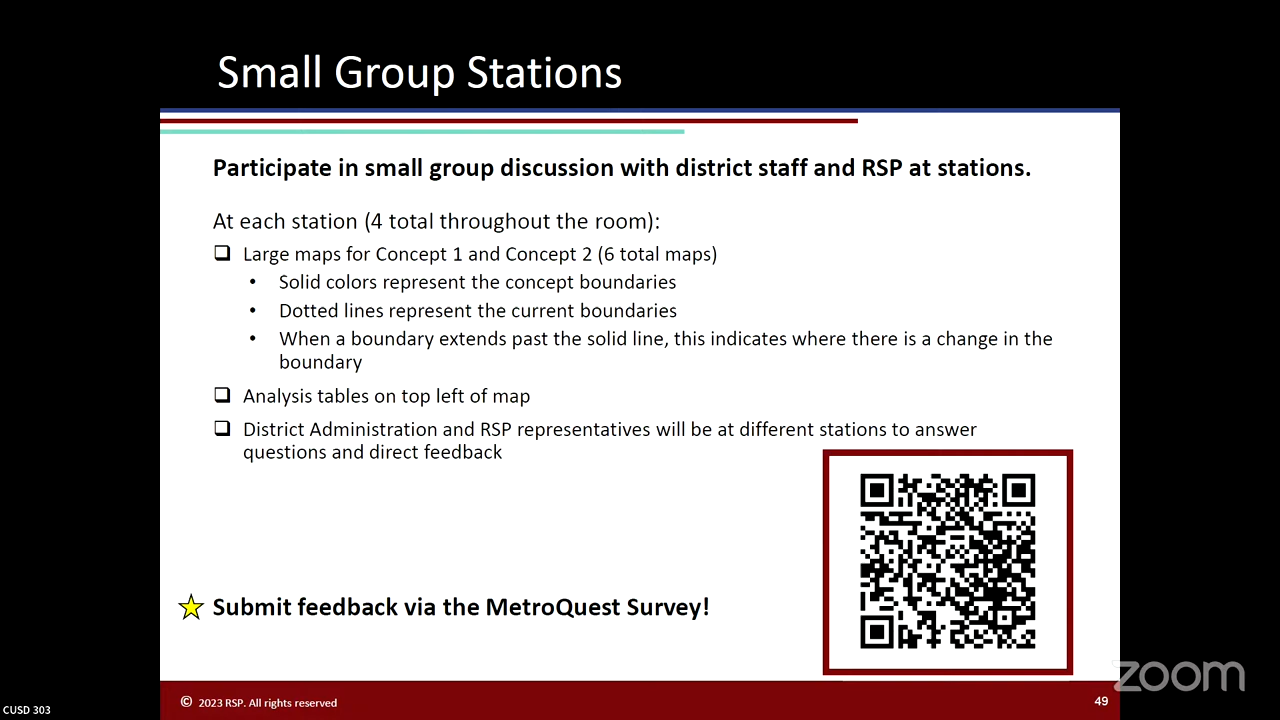 Small Group Stations
Participate in small group discussion with district staff and RSP at stations.
At each station (4 total throughout the room):
Large maps for Concept 1 and Concept 2 (6 total maps)
• Solid colors represent the concept boundaries
• Dotted lines represent the current boundaries
• When a boundary extends past the solid line, this indicates where there is a change in the
boundary
Analysis tables on top left of map
District Administration and RSP representatives will be at different stations to answer
questions and direct feedback
Submit feedback via the MetroQuest Survey!
© 2023 RSP. All rights reserved
49
zoom
CUSD 303